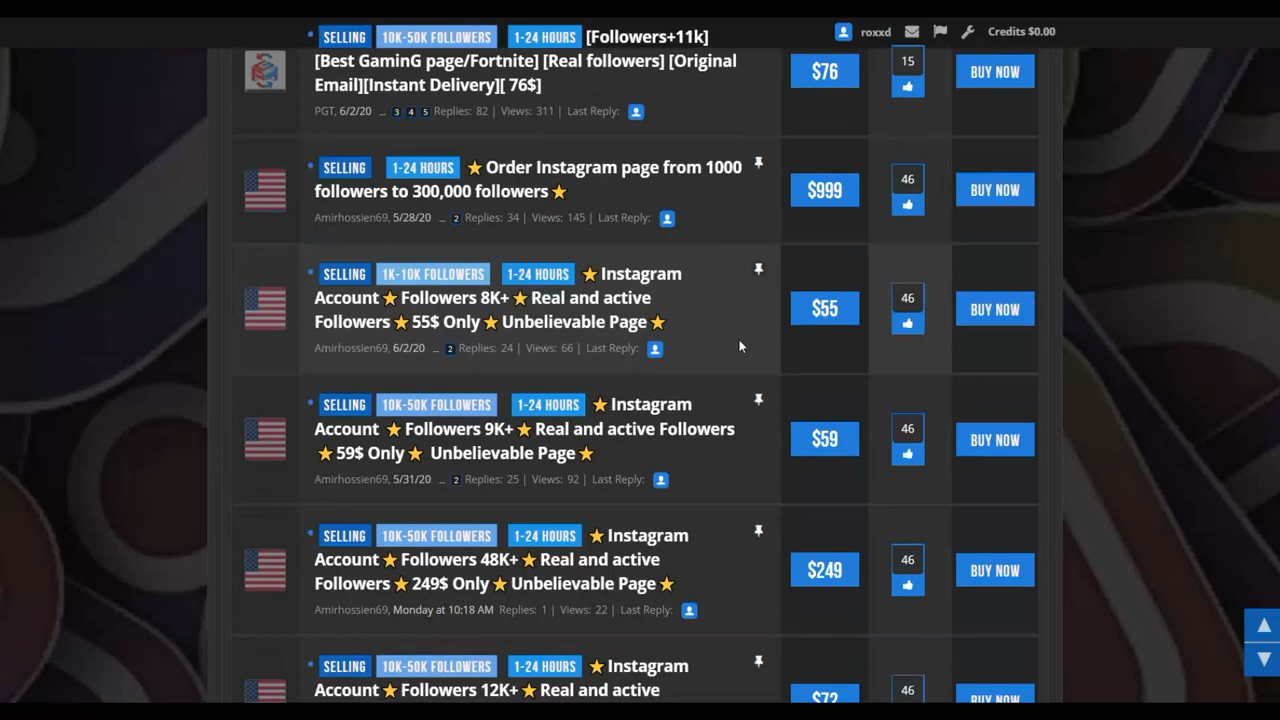 SELLING 10K-50K FOLLOWERS 1-24 HOURS [Followers+11k]
roxxd Credits $0.00
[Best GaminG page/Fortnite] [Real followers] [Original
Email][Instant Delivery][ 76$]
$76 15 BUY NOW
PGT, 6/2/20 ... 3 4 5 Replies: 82 | Views: 311 | Last Reply:
SELLING 1-24 HOURS ⭐Order Instagram page from 1000
followers to 300,000 followers⭐
$999 46 BUY NOW
Amirhossien69, 5/28/20 ... 2 Replies: 34 | Views: 145 | Last Reply:
SELLING 1K-10K FOLLOWERS 1-24 HOURS ⭐Instagram
Account⭐Followers 8K+⭐Real and active
Followers⭐55$ Only⭐Unbelievable Page⭐
$55 46 BUY NOW
Amirhossien69, 6/2/20 ... 2 Replies: 24 | Views: 66 | Last Reply:
SELLING 10K-50K FOLLOWERS 1-24 HOURS ⭐Instagram
Account ⭐Followers 9K+⭐Real and active Followers
⭐59$ Only⭐ Unbelievable Page⭐
$59 46 BUY NOW
Amirhossien69, 5/31/20 ... 2 Replies: 25 | Views: 92 | Last Reply:
SELLING 10K-50K FOLLOWERS 1-24 HOURS ⭐Instagram
Account⭐Followers 48K+⭐Real and active
Followers⭐249$ Only⭐Unbelievable Page⭐
$249 46 BUY NOW
Amirhossien69, Monday at 10:18 AM Replies: 1 | Views: 22 | Last Reply:
SELLING 10K-50K FOLLOWERS 1-24 HOURS ⭐Instagram
Account⭐Followers 12K+⭐Real and active
$72 46 BUY NOW